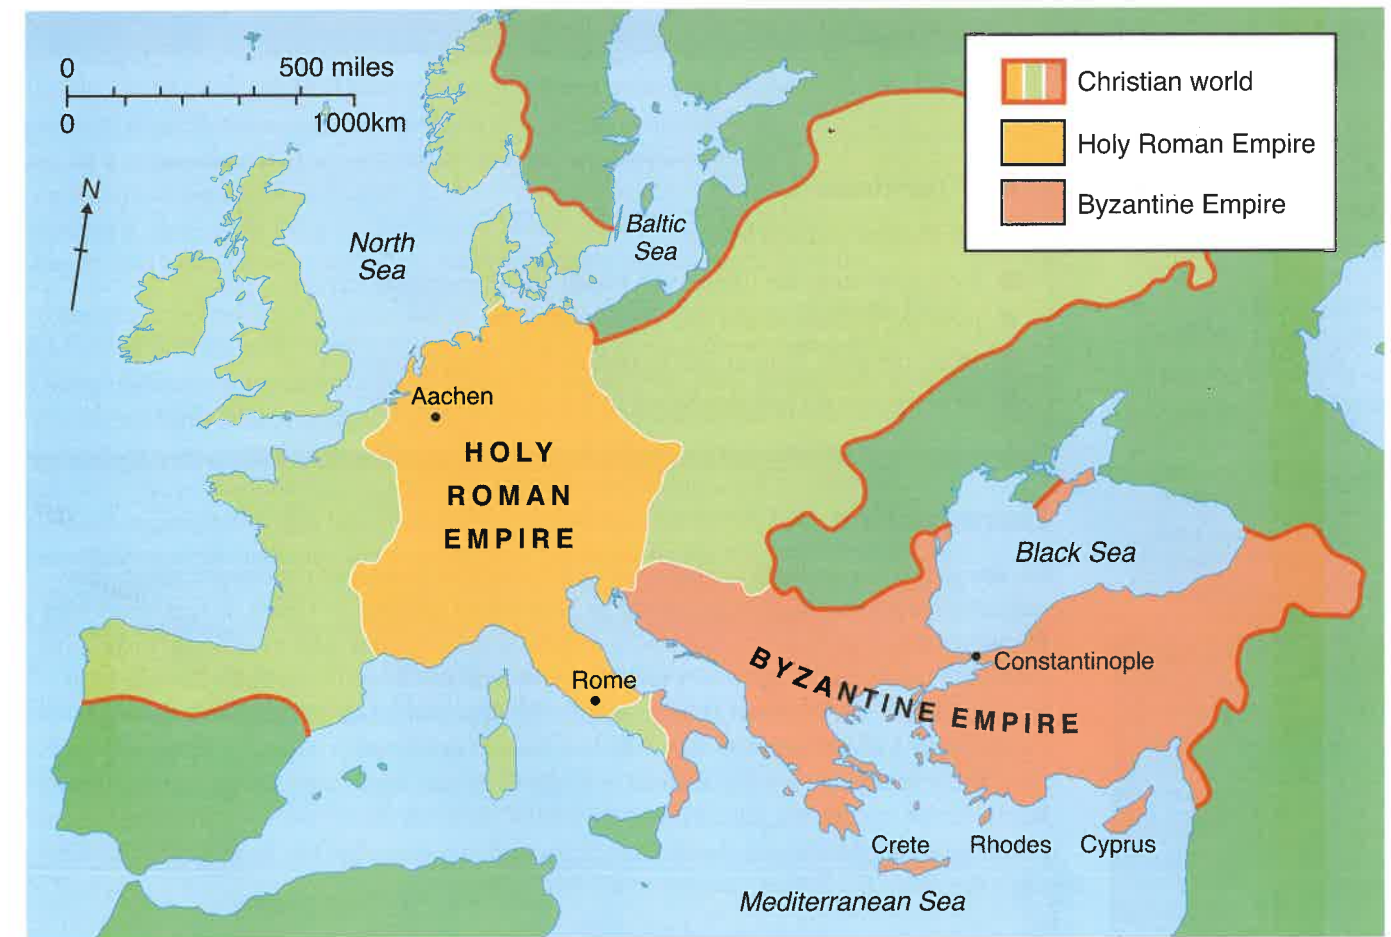 0 500 miles
0 1000km
N
North
Sea
Baltic
Sea
Christian world
Holy Roman Empire
Byzantine Empire
Aachen
HOLY
ROMAN
EMPIRE
Black Sea
Constantinople
Rome
BYZANTINE EMPIRE
Crete
Rhodes
Cyprus
Mediterranean Sea